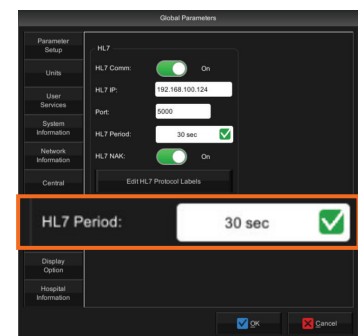 Global Parameters
Parameter
Setup
HL7
Units
HL7 Comm:
On
User
Services
HL7 IP:
192.168.100.124
Port:
5000
System
Information
HL7 Period:
30 sec
Network
Information
HL7 NAK:
On
Central
Edit HL7 Protocol Labels
HL7 Period:
30 sec
Display
Option
Hospital
Information
OK
Cancel